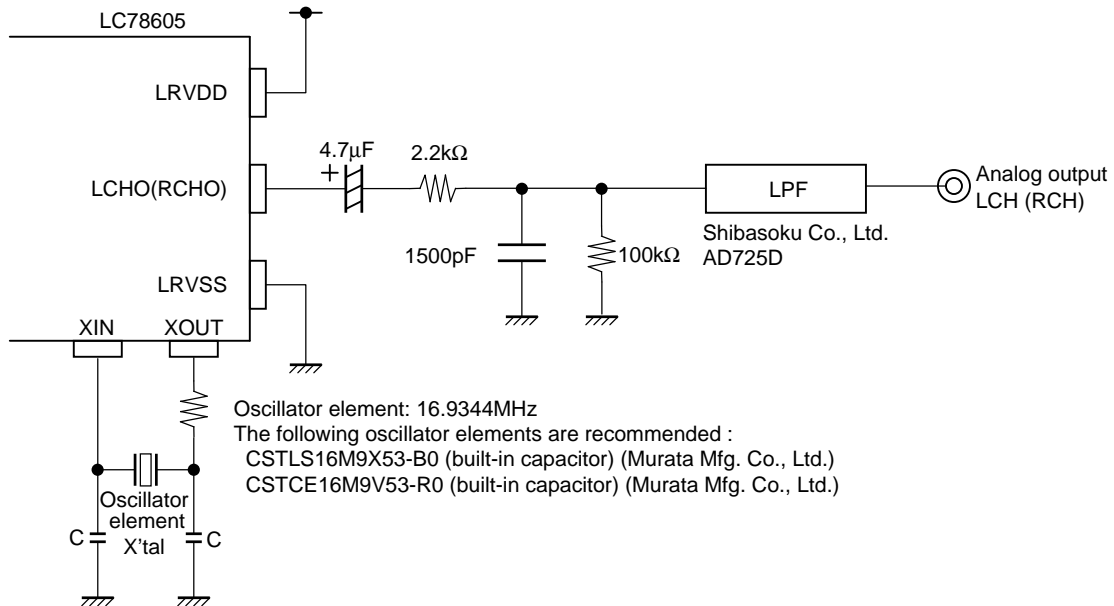 LC78605
LRVDD
4.7μF
+
2.2kΩ
LCHO(RCHO)
LPF
Analog output
LCH (RCH)
Shibasoku Co., Ltd.
AD725D
1500pF
100kΩ
LRVSS
XIN
XOUT
Oscillator element: 16.9344MHz
The following oscillator elements are recommended :
CSTLS16M9X53-B0 (built-in capacitor) (Murata Mfg. Co., Ltd.)
CSTCE16M9V53-R0 (built-in capacitor) (Murata Mfg. Co., Ltd.)
Oscillator
element
X'tal
C
C